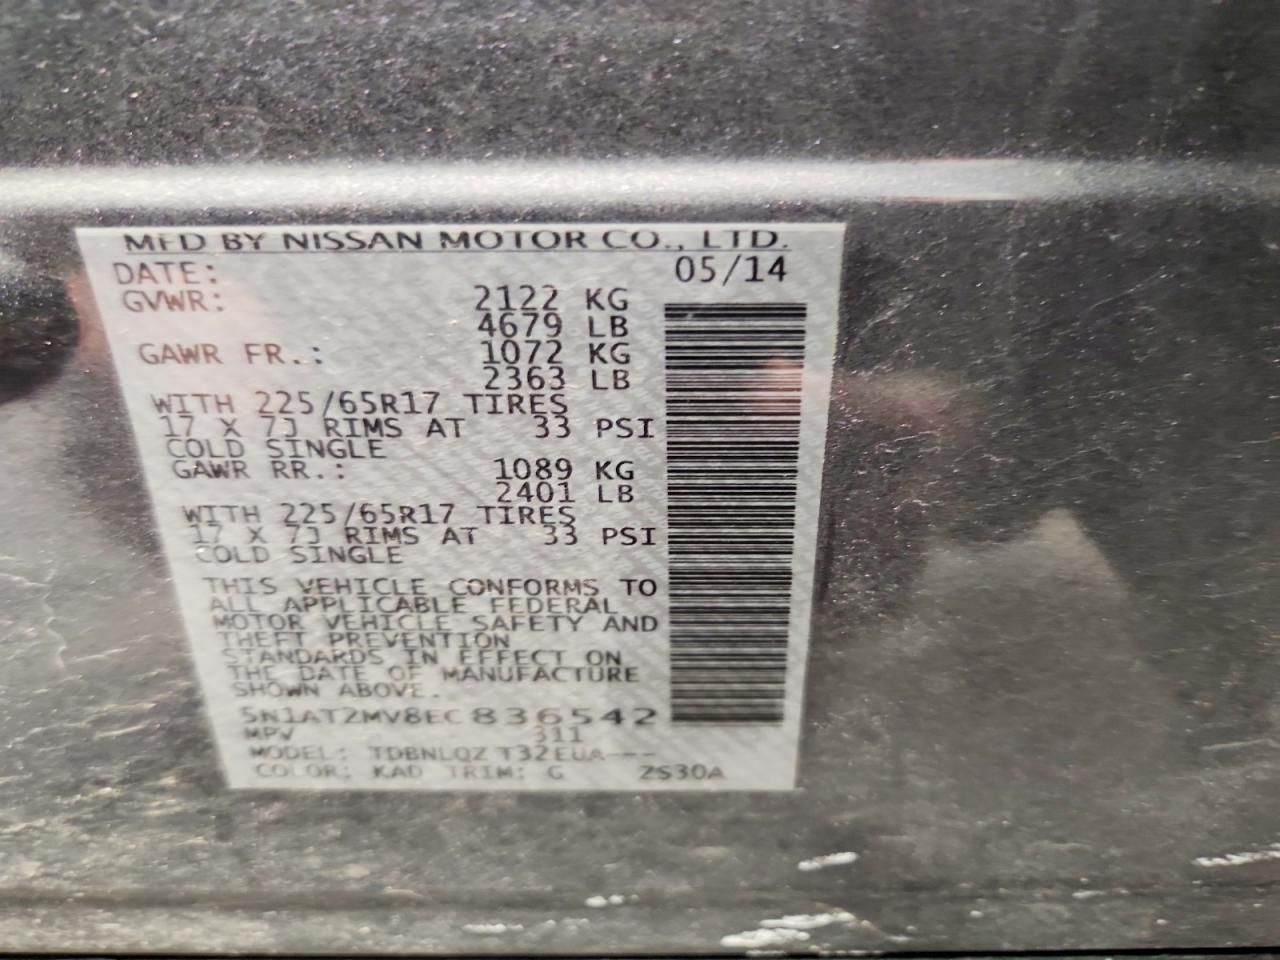 MFD BY NISSAN MOTOR CO., LTD.
DATE: 05/14
GVWR: 2122 KG
4679 LB
GAWR FR.: 1072 KG
2363 LB
WITH 225/65R17 TIRES
17 X 7J RIMS AT 33 PSI
COLD SINGLE
GAWR RR.: 1089 KG
2401 LB
WITH 225/65R17 TIRES
17 X 7J RIMS AT 33 PSI
COLD SINGLE
THIS VEHICLE CONFORMS TO
ALL APPLICABLE FEDERAL
MOTOR VEHICLE SAFETY AND
THEFT PREVENTION
STANDARDS IN EFFECT ON
THE DATE OF MANUFACTURE
SHOWN ABOVE.
5N1AT2MV8EC836542
MPV 311
MODEL: TDBNLQZ T32EUA---
COLOR: KAD TRIM: G 2S30A